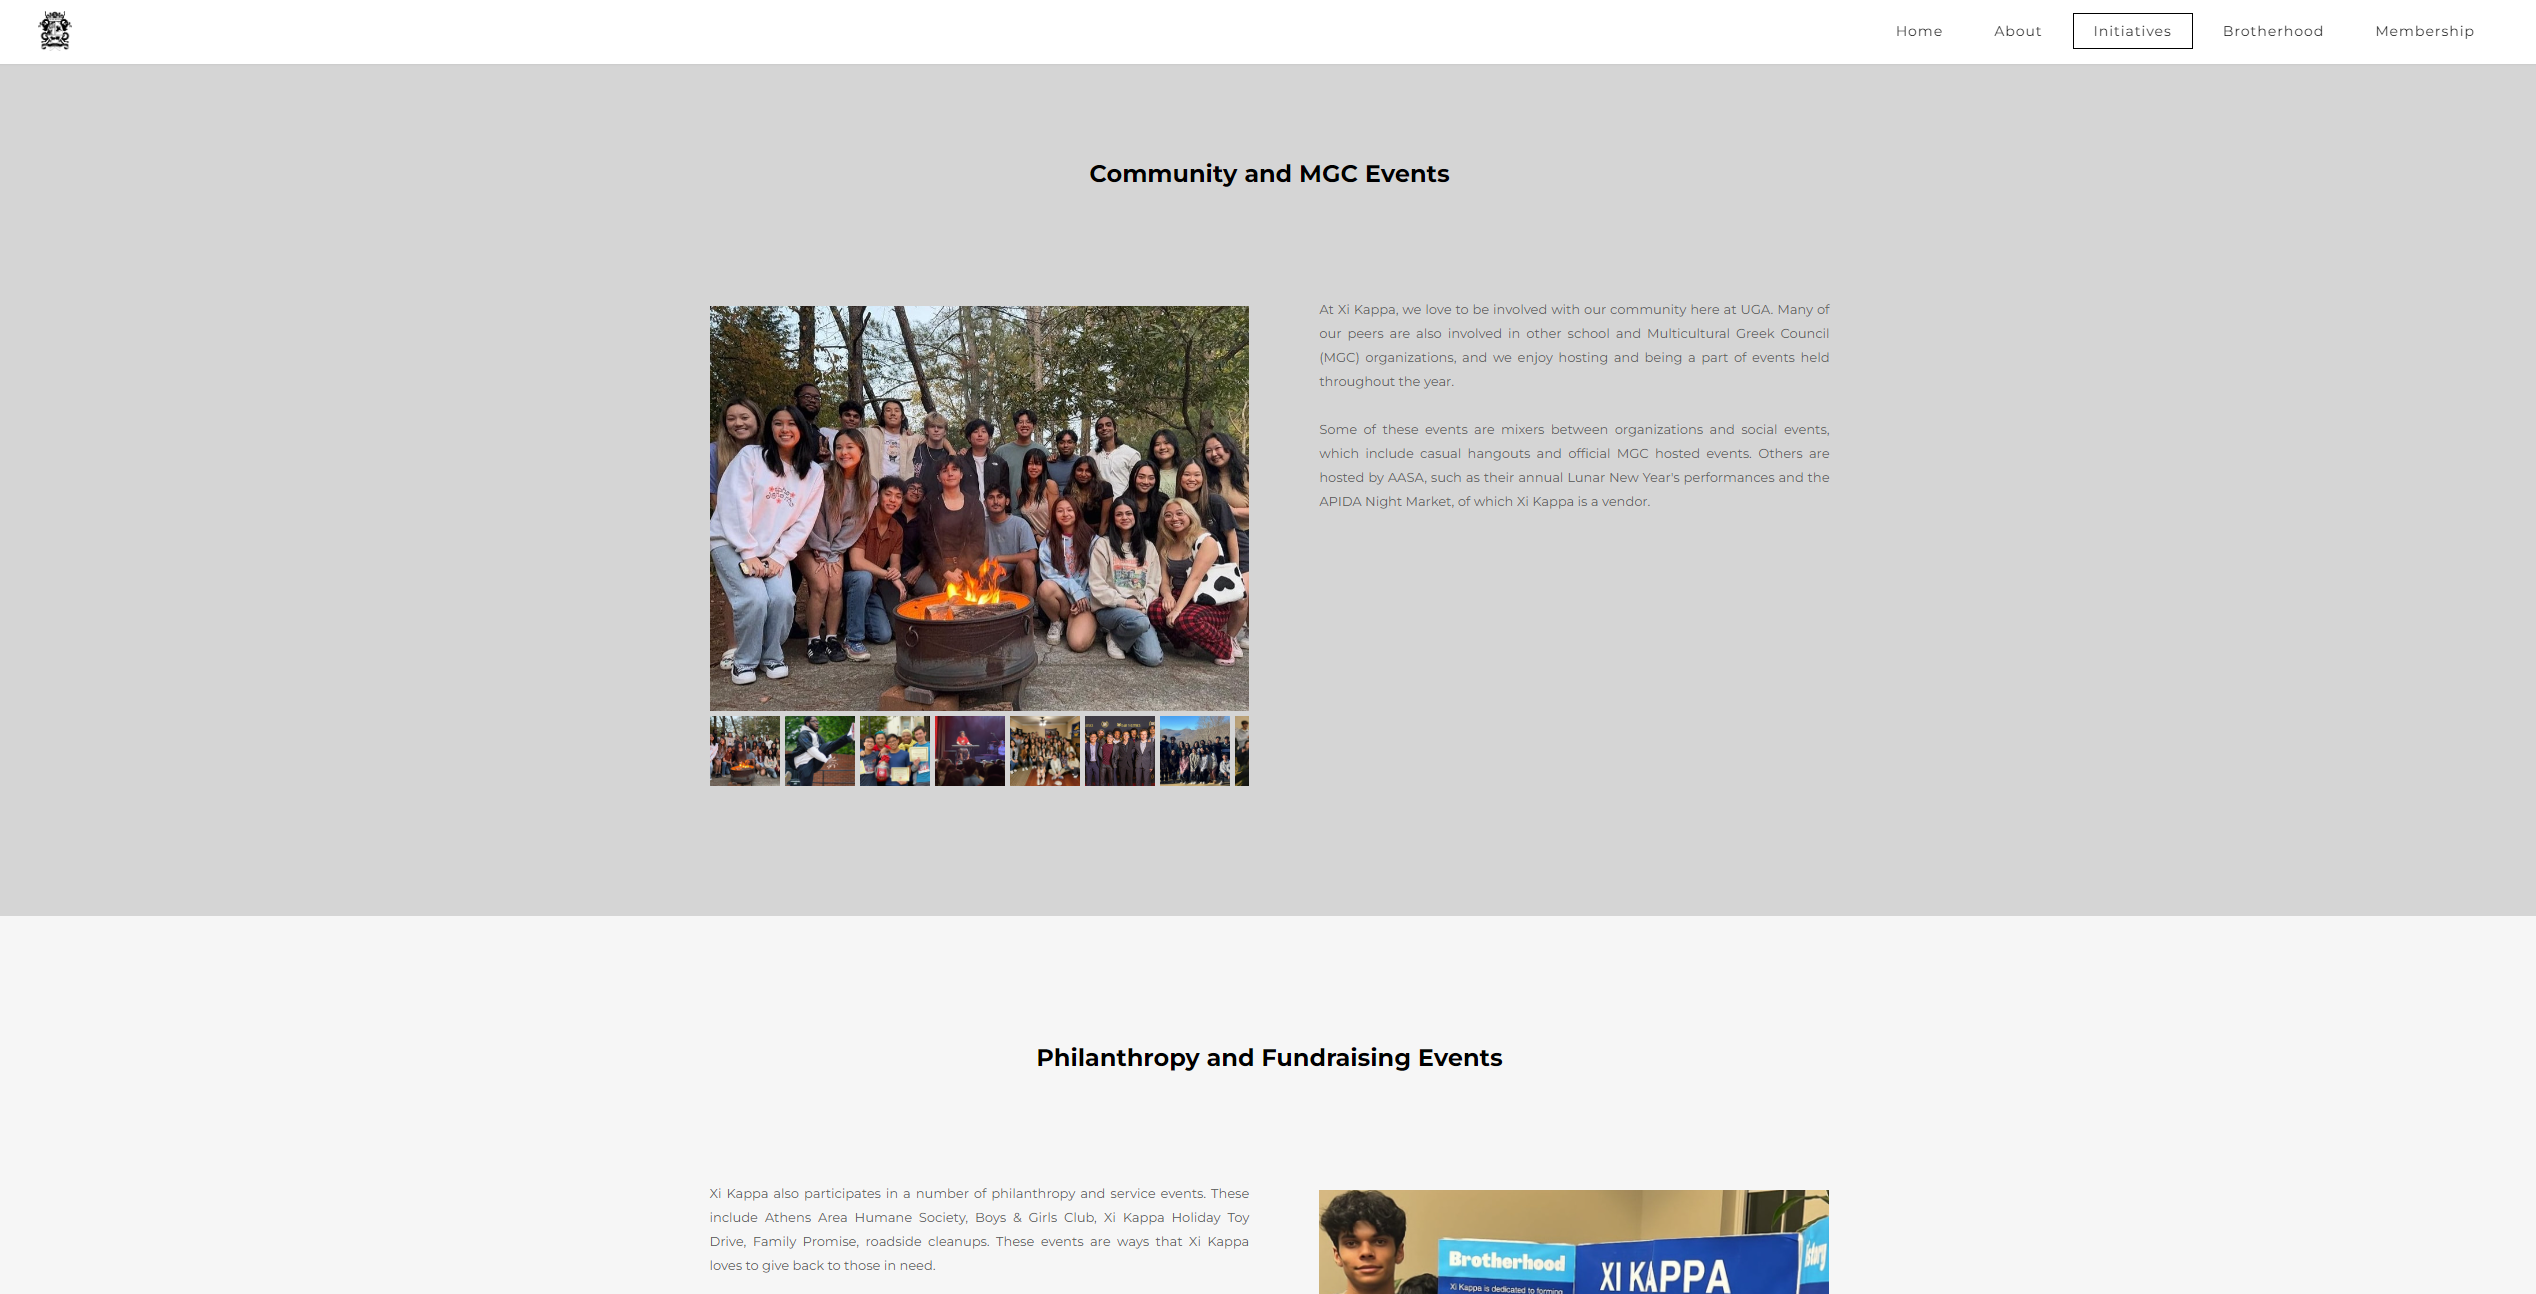 Home About Initiatives Brotherhood Membership
Community and MGC Events
At Xi Kappa, we love to be involved with our community here at UGA. Many of
our peers are also involved in other school and Multicultural Greek Council
(MGC) organizations, and we enjoy hosting and being a part of events held
throughout the year.
Some of these events are mixers between organizations and social events,
which include casual hangouts and official MGC hosted events. Others are
hosted by AASA, such as their annual Lunar New Year's performances and the
APIDA Night Market, of which Xi Kappa is a vendor.
Philanthropy and Fundraising Events
Xi Kappa also participates in a number of philanthropy and service events. These
include Athens Area Humane Society, Boys & Girls Club, Xi Kappa Holiday Toy
Drive, Family Promise, roadside cleanups. These events are ways that Xi Kappa
loves to give back to those in need.
Brotherhood
Xi Kappa is dedicated to forming
XI KAPPA